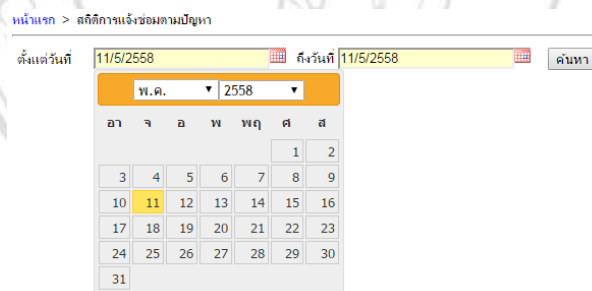 หน้าแรก > สถิติการแจ้งซ่อมตามปัญหา
ตั้งแต่วันที่ 11/5/2558 ถึงวันที่ 11/5/2558 ค้นหา
พ.ค. 2558
อา จ อ พ พฤ ศ ส
1 2
3 4 5 6 7 8 9
10 11 12 13 14 15 16
17 18 19 20 21 22 23
24 25 26 27 28 29 30
31